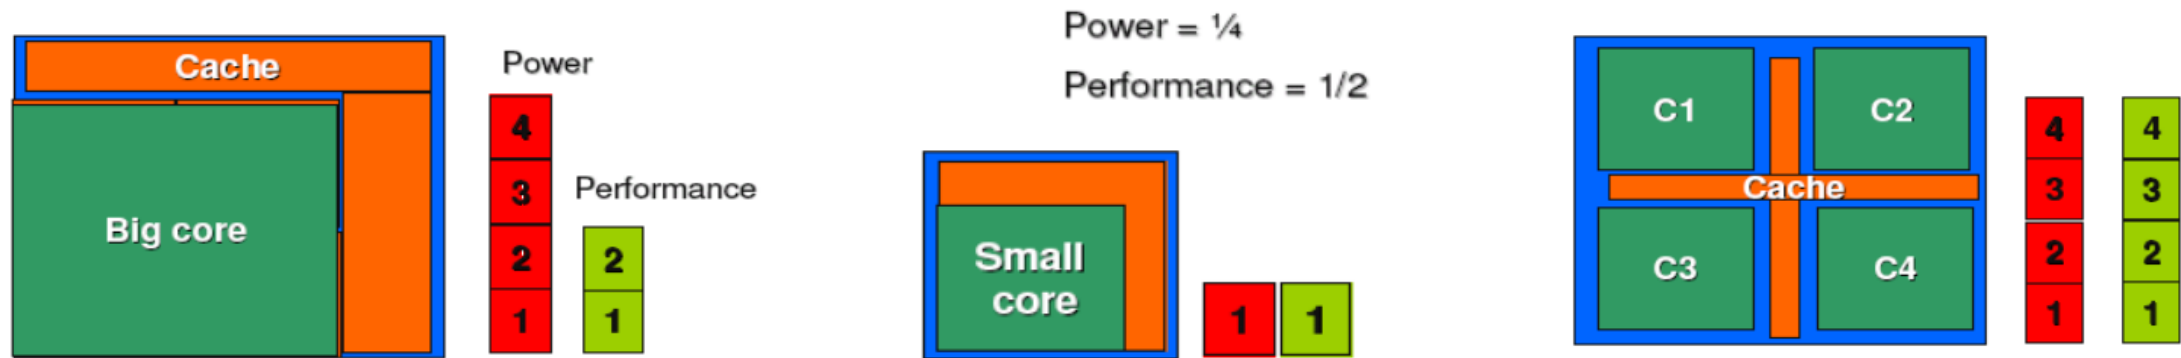 Cache
Big core
Power
4
3
2
1
Performance
2
1
Power = ¼
Performance = 1/2
Small
core
1
1
C1
C2
Cache
C3
C4
4
3
2
1
4
3
2
1